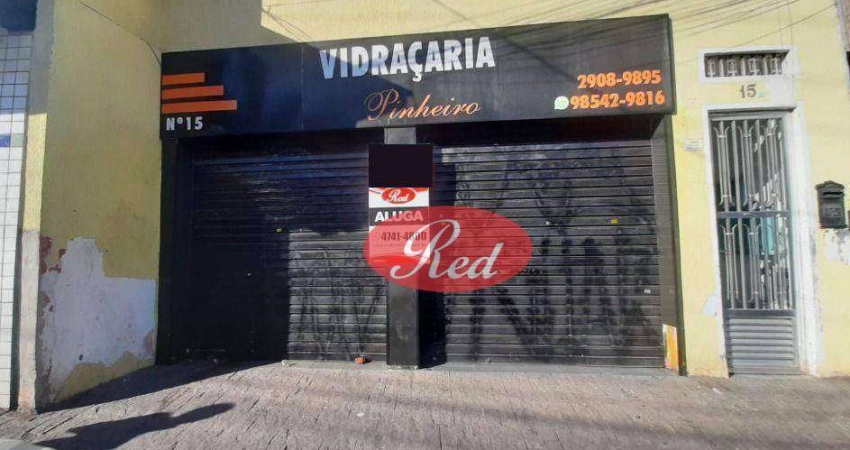 VIDRAÇARIA
Pinheiro
Nº15
2908-9895
98542-9816
15
Red
ALUGA
4741-4800
Red